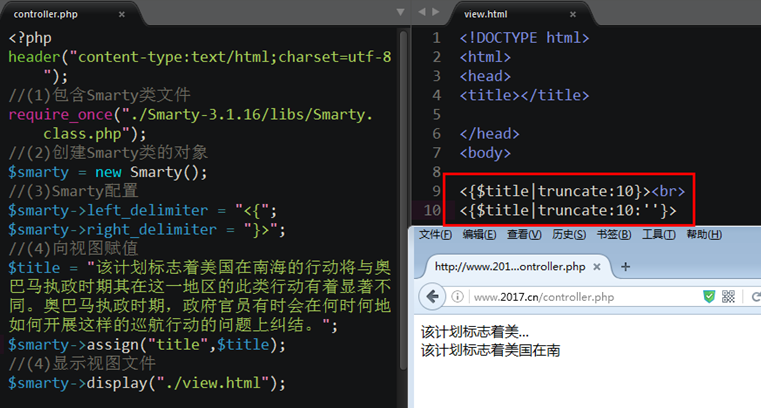 controller.php
<?php
header("content-type:text/html;charset=utf-8
");
//(1)包含Smarty类文件
require_once("./Smarty-3.1.16/libs/Smarty.
class.php");
//(2)创建Smarty类的对象
$smarty = new Smarty();
//(3)Smarty配置
$smarty->left_delimiter = "<{";
$smarty->right_delimiter = "}>";
//(4)向视图赋值
$title = "该计划标志着美国在南海的行动将与奥
巴马执政时期其在这一地区的此类行动有着显著不
同。奥巴马执政时期，政府官员有时会在何时何地
如何开展这样的巡航行动的问题上纠结。";
$smarty->assign("title",$title);
//(4)显示视图文件
$smarty->display("./view.html");
view.html
1 <!DOCTYPE html>
2 <html>
3 <head>
4 <title></title>
5
6 </head>
7 <body>
8
9 <{$title|truncate:10}><br>
10 <{$title|truncate:10:''}>
文件(F) 编辑(E) 查看(V) 历史(S) 书签(B) 工具(T) 帮助(H)
http://www.201...ontroller.php
www.2017.cn/controller.php
该计划标志着美...
该计划标志着美国在南